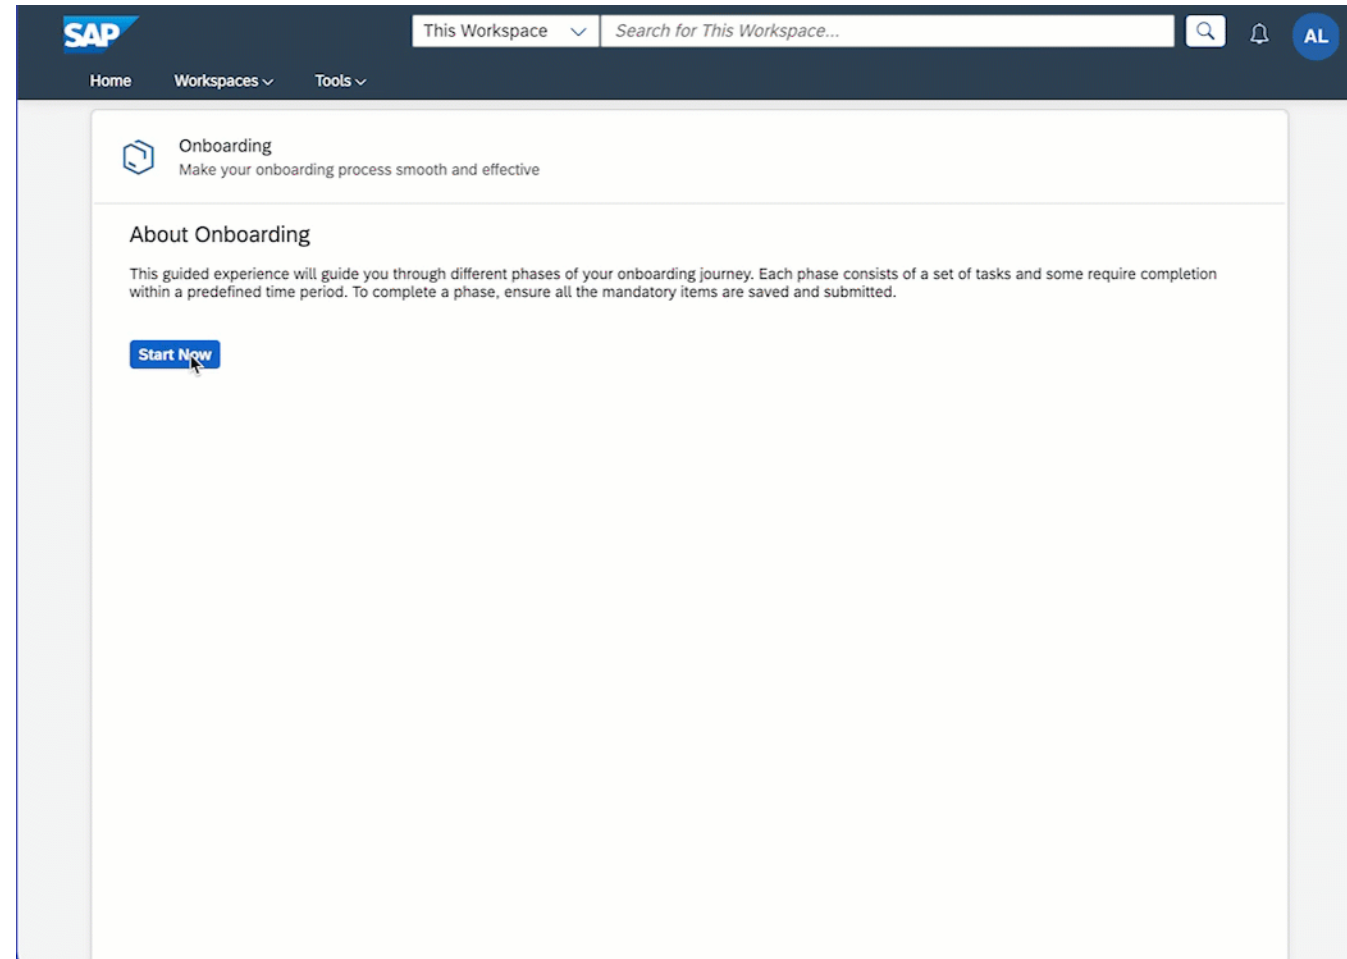 SAP
This Workspace
Search for This Workspace...
AL
Home
Workspaces
Tools
Onboarding
Make your onboarding process smooth and effective
About Onboarding
This guided experience will guide you through different phases of your onboarding journey. Each phase consists of a set of tasks and some require completion
within a predefined time period. To complete a phase, ensure all the mandatory items are saved and submitted.
Start Now